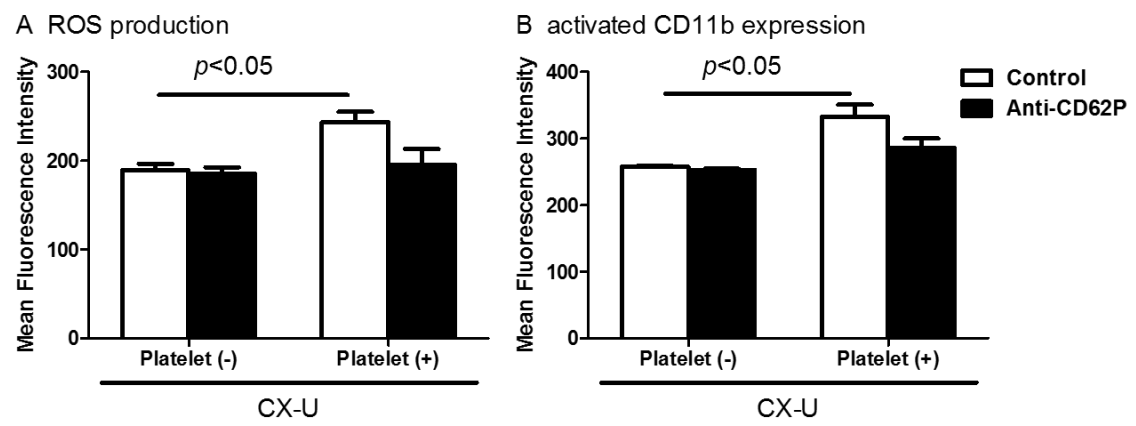 A ROS production
Mean Fluorescence Intensity
300
200
100
0
p<0.05
Platelet (-)
Platelet (+)
CX-U
B activated CD11b expression
Mean Fluorescence Intensity
400
300
200
100
0
p<0.05
Platelet (-)
Platelet (+)
CX-U
Control
Anti-CD62P